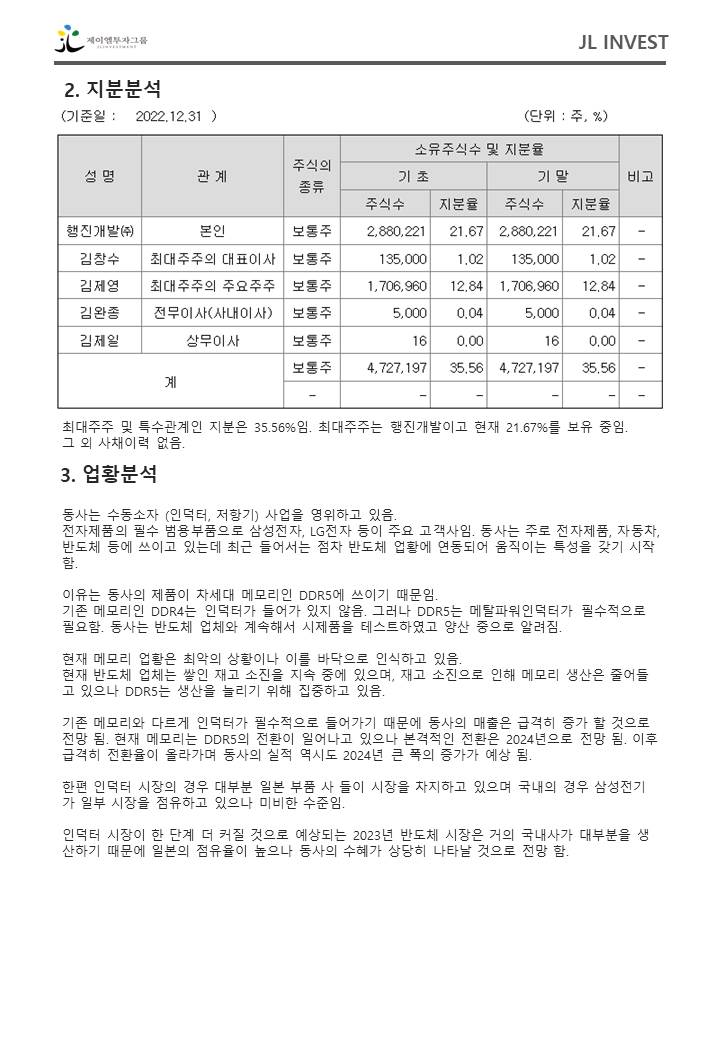 제이엘투자그룹
JLINVESTMENT
JL INVEST
2. 지분분석
(기준일 : 2022.12.31 )
(단위 : 주, %)
성 명 관 계 주식의 종류 소유주식수 및 지분율 비고
기 초 기 말
주식수 지분율 주식수 지분율
행진개발㈜ 본인 보통주 2,880,221 21.67 2,880,221 21.67 -
김창수 최대주주의 대표이사 보통주 135,000 1.02 135,000 1.02 -
김제영 최대주주의 주요주주 보통주 1,706,960 12.84 1,706,960 12.84 -
김완종 전무이사(사내이사) 보통주 5,000 0.04 5,000 0.04 -
김제일 상무이사 보통주 16 0.00 16 0.00 -
계 보통주 4,727,197 35.56 4,727,197 35.56 -
- - - - - -
최대주주 및 특수관계인 지분은 35.56%임. 최대주주는 행진개발이고 현재 21.67%를 보유 중임.
그 외 사채이력 없음.
3. 업황분석
동사는 수동소자 (인덕터, 저항기) 사업을 영위하고 있음.
전자제품의 필수 범용부품으로 삼성전자, LG전자 등이 주요 고객사임. 동사는 주로 전자제품, 자동차,
반도체 등에 쓰이고 있는데 최근 들어서는 점차 반도체 업황에 연동되어 움직이는 특성을 갖기 시작
함.
이유는 동사의 제품이 차세대 메모리인 DDR5에 쓰이기 때문임.
기존 메모리인 DDR4는 인덕터가 들어가 있지 않음. 그러나 DDR5는 메탈파워인덕터가 필수적으로
필요함. 동사는 반도체 업체와 계속해서 시제품을 테스트하였고 양산 중으로 알려짐.
현재 메모리 업황은 최악의 상황이나 이를 바닥으로 인식하고 있음.
현재 반도체 업체는 쌓인 재고 소진을 지속 중에 있으며, 재고 소진으로 인해 메모리 생산은 줄어들
고 있으나 DDR5는 생산을 늘리기 위해 집중하고 있음.
기존 메모리와 다르게 인덕터가 필수적으로 들어가기 때문에 동사의 매출은 급격히 증가 할 것으로
전망 됨. 현재 메모리는 DDR5의 전환이 일어나고 있으나 본격적인 전환은 2024년으로 전망 됨. 이후
급격히 전환율이 올라가며 동사의 실적 역시도 2024년 큰 폭의 증가가 예상 됨.
한편 인덕터 시장의 경우 대부분 일본 부품 사 들이 시장을 차지하고 있으며 국내의 경우 삼성전기
가 일부 시장을 점유하고 있으나 미비한 수준임.
인덕터 시장이 한 단계 더 커질 것으로 예상되는 2023년 반도체 시장은 거의 국내사가 대부분을 생
산하기 때문에 일본의 점유율이 높으나 동사의 수혜가 상당히 나타날 것으로 전망 함.